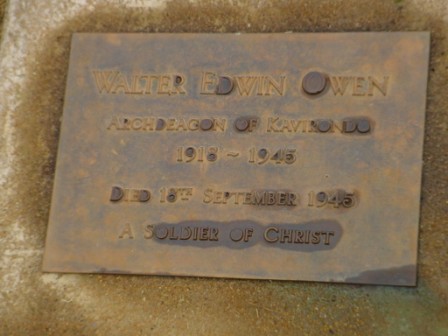 WALTER EDWIN OWEN
ARCHDEACON OF KAVIRONDO
1918 ~ 1945
DIED 18TH SEPTEMBER 1945
A SOLDIER OF CHRIST